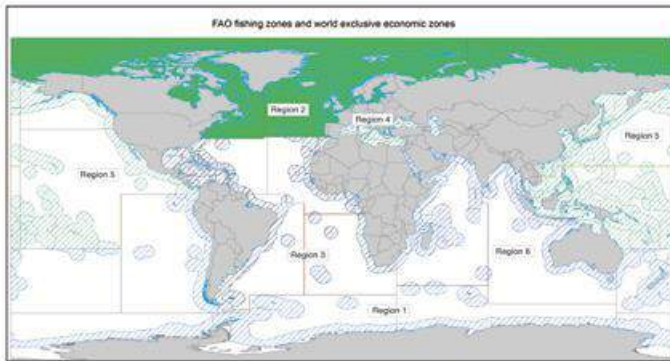 FAO fishing zones and world exclusive economic zones
Region 2
Region 4
Region 5
Region 5
Region 3
Region 6
Region 1